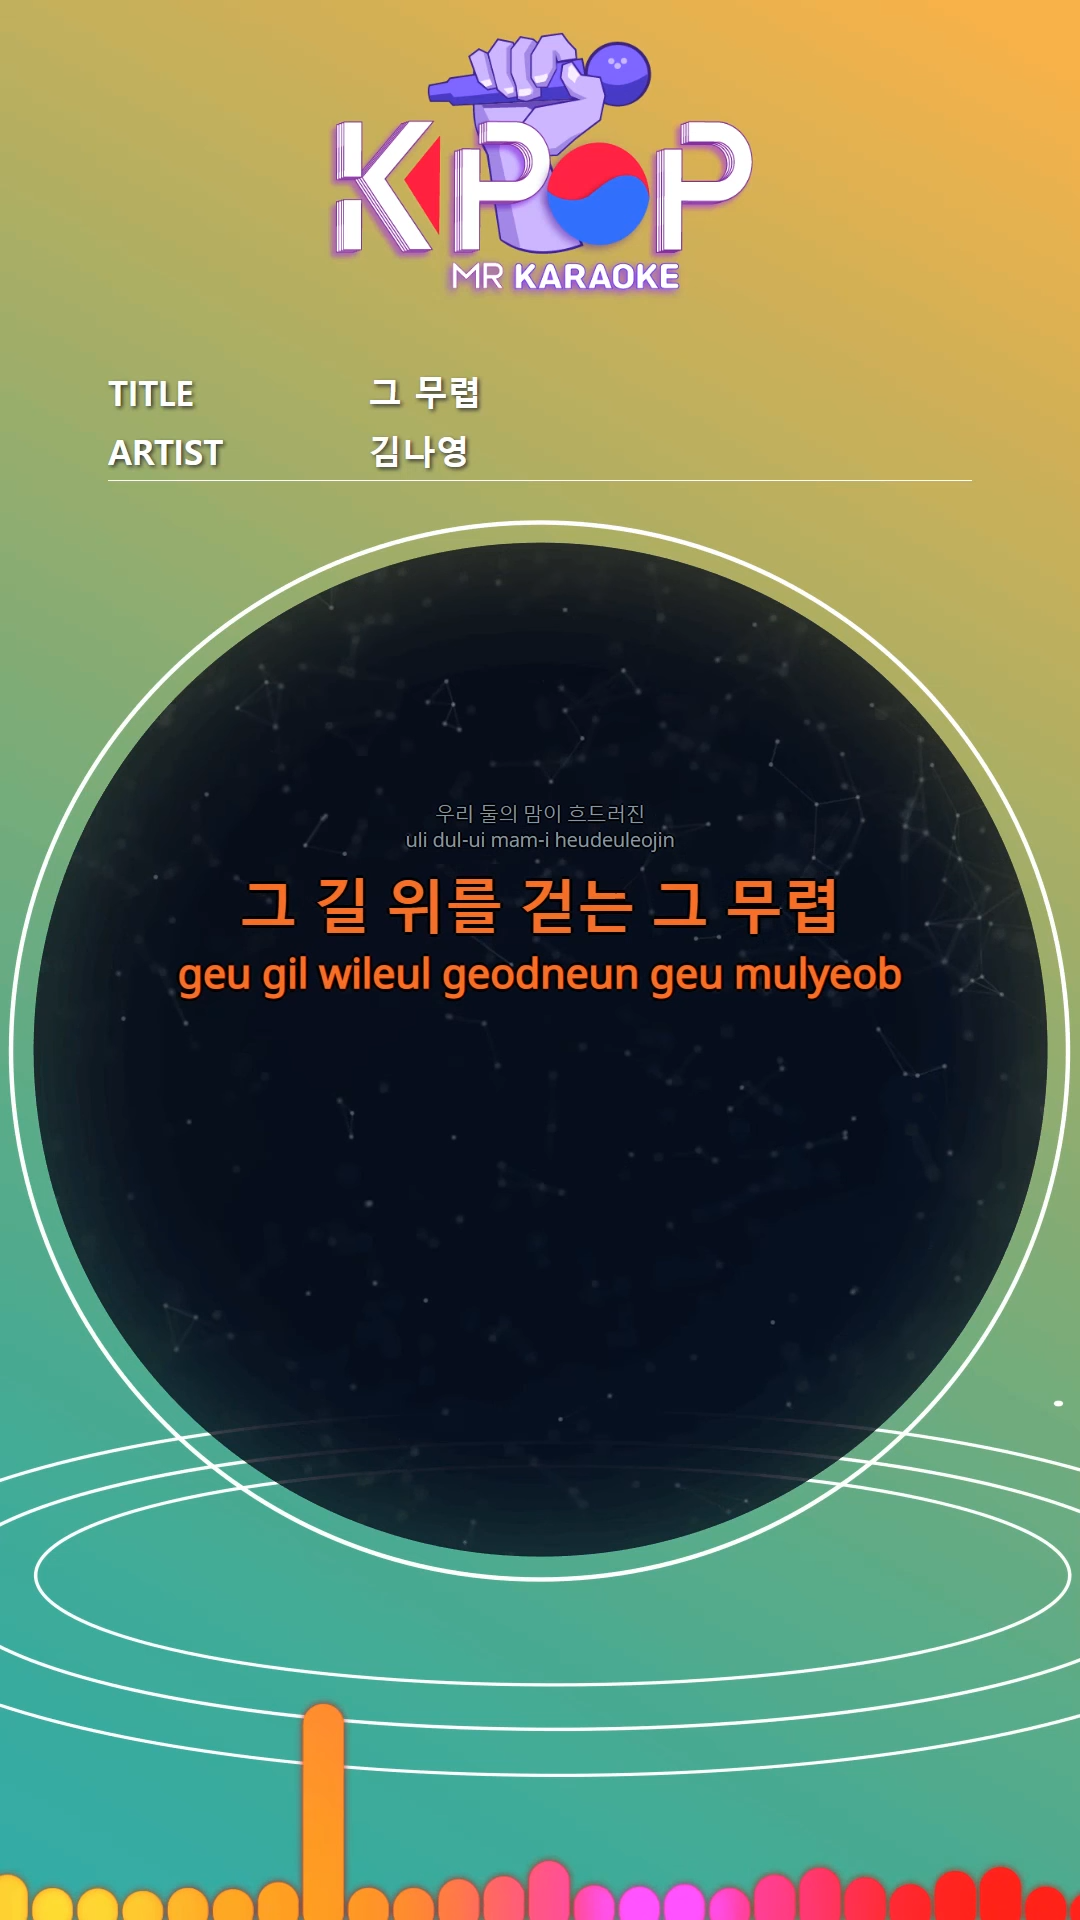 KPOP
MR KARAOKE
TITLE 그 무렵
ARTIST 김나영
우리 둘의 맘이 흐드러진
uli dul-ui mam-i heudeuleojin
그 길 위를 걷는 그 무렵
geu gil wileul geodneun geu mulyeob